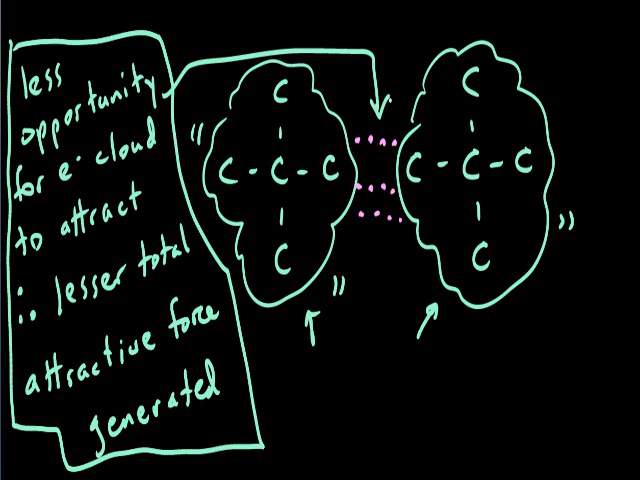 less
opportunity
for e- cloud
to attract
∴ lesser total
attractive force
generated
" C
C - C - C
C "
C
C - C - C
C "